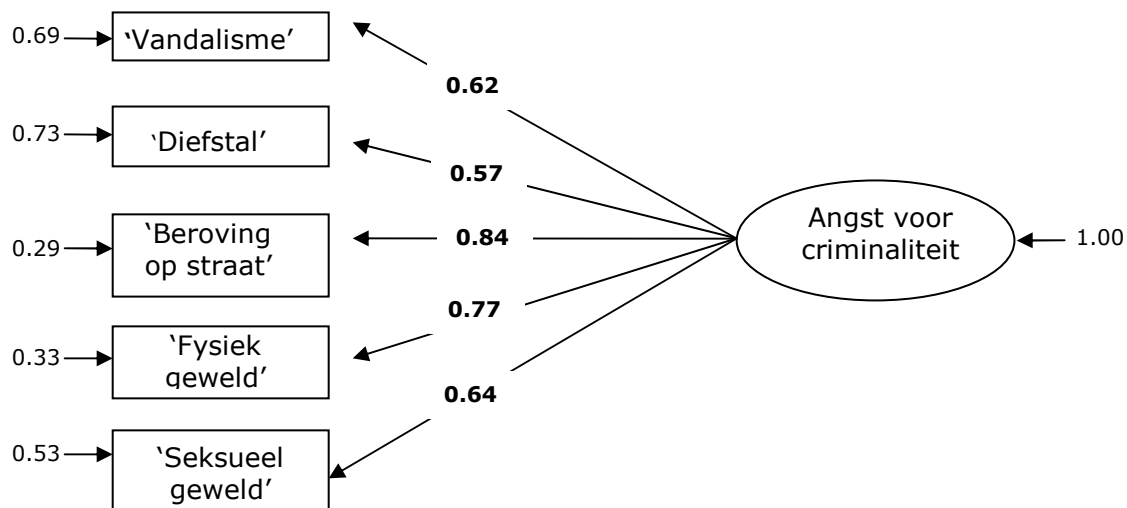 0.69
‘Vandalisme’
0.62
0.73
‘Diefstal’
0.57
0.29
‘Beroving
op straat’
0.84
Angst voor
criminaliteit
1.00
0.33
‘Fysiek
geweld’
0.77
0.53
‘Seksueel
geweld’
0.64